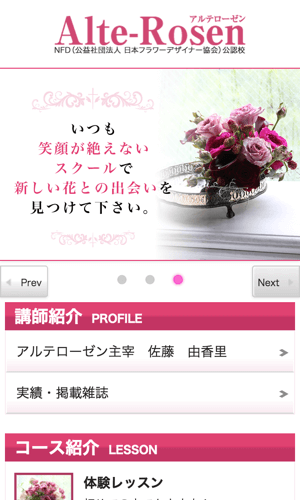 アルテローゼン
Alte-Rosen
NFD（公益社団法人 日本フラワーデザイナー協会）公認校
いつも
笑顔が絶えない
スクールで
新しい花との出会いを
見つけて下さい。
Prev
Next
講師紹介 PROFILE
アルテローゼン主宰　佐藤　由香里
実績・掲載雑誌
コース紹介 LESSON
体験レッスン